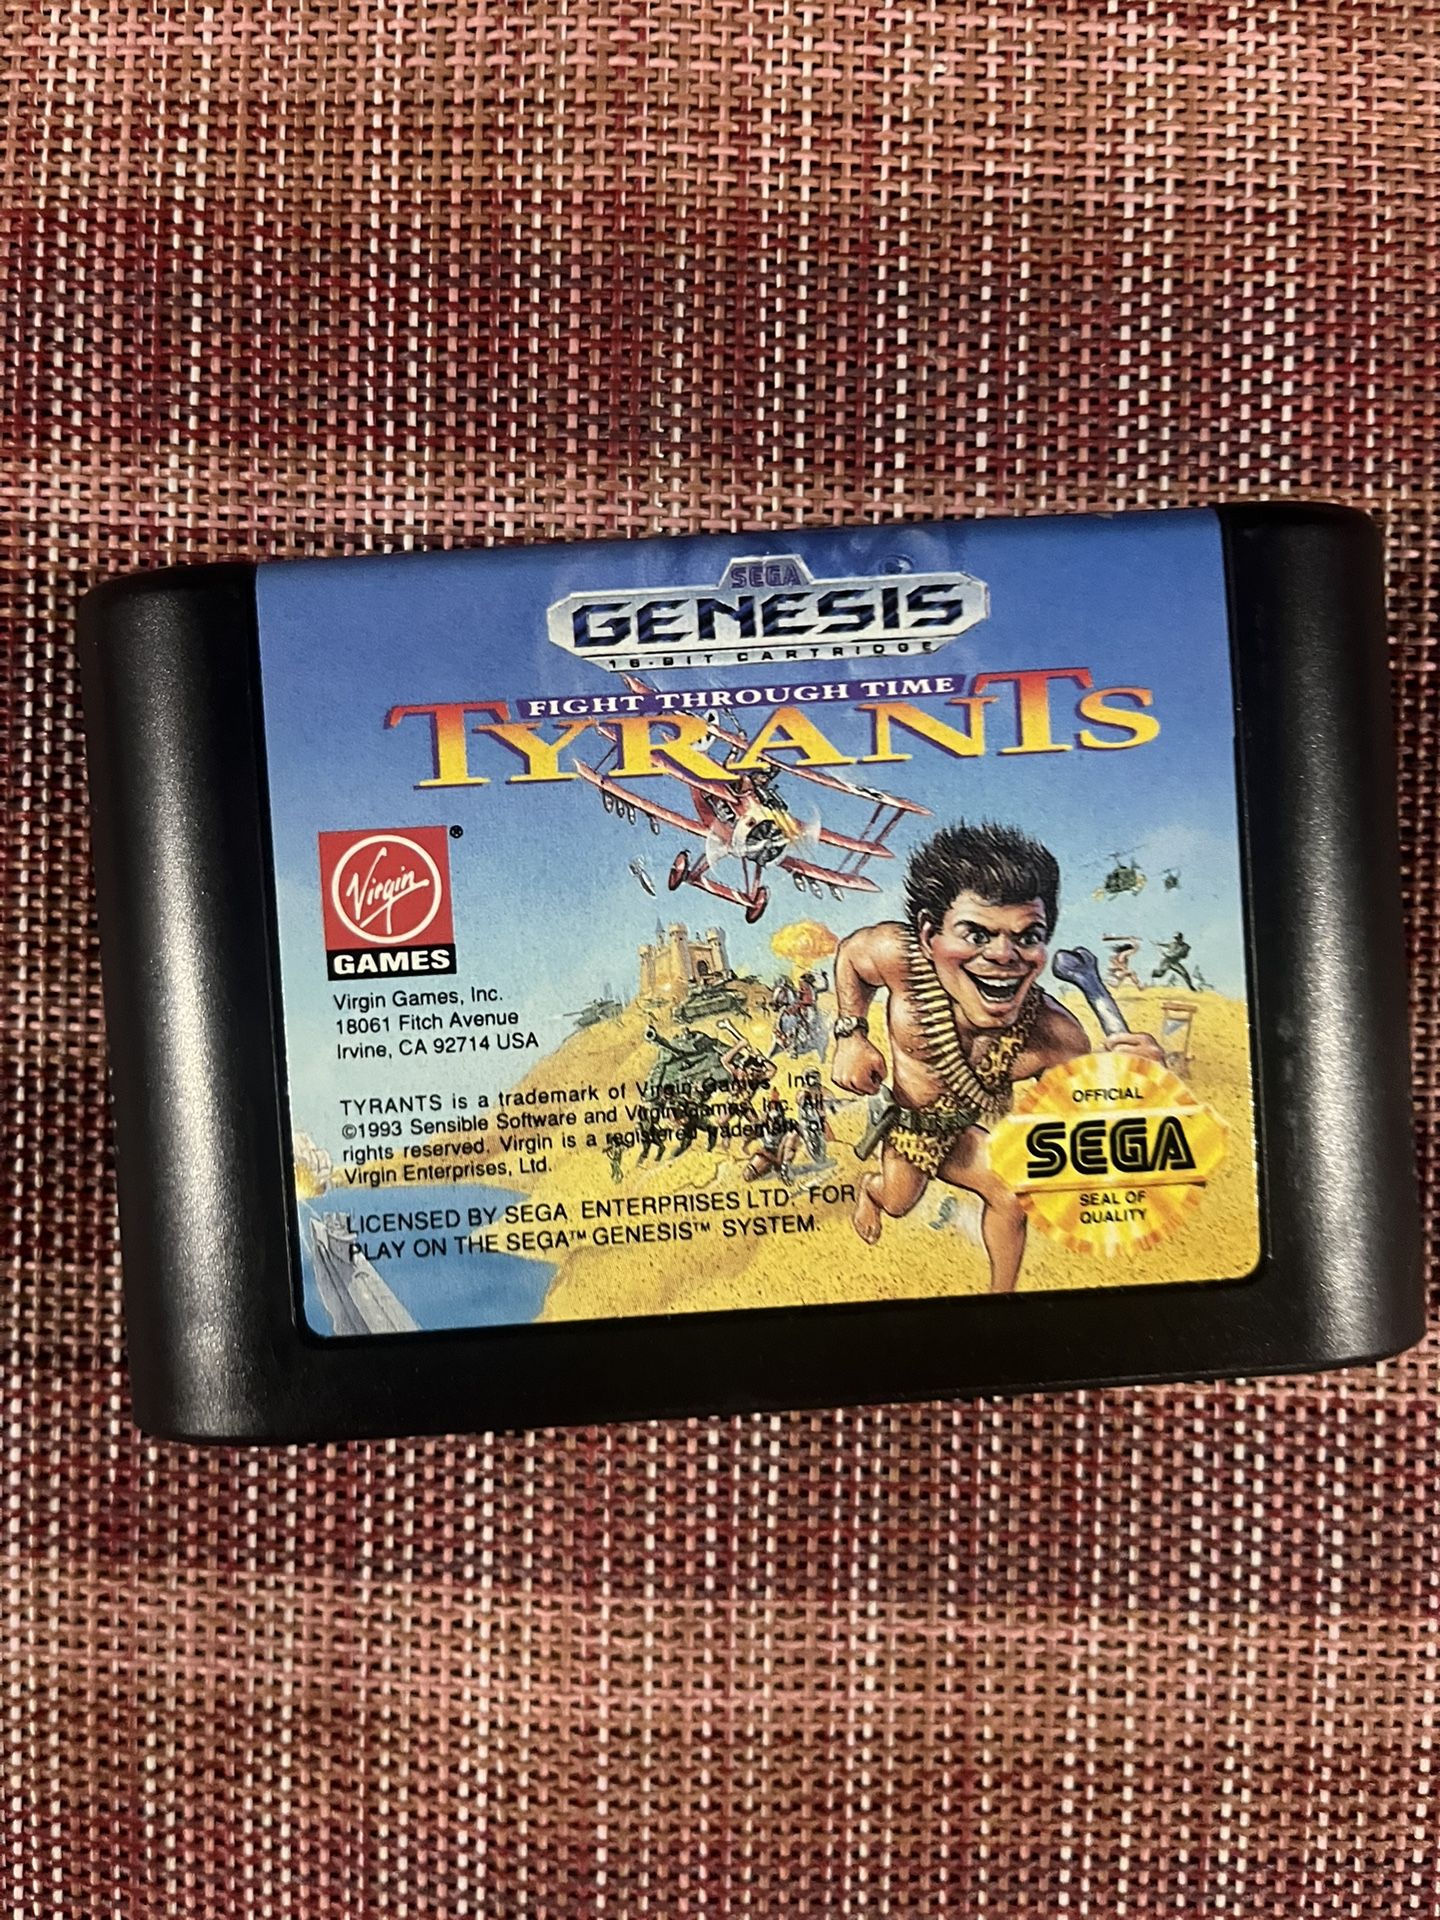 SEGA
GENESIS
16-BIT CARTRIDGE
FIGHT THROUGH TIME
TYRANTS
Virgin ®
GAMES
Virgin Games, Inc.
18061 Fitch Avenue
Irvine, CA 92714 USA
TYRANTS is a trademark of Virgin Games, Inc.
©1993 Sensible Software and Virgin Games, Inc. All
rights reserved. Virgin is a registered trademark of
Virgin Enterprises, Ltd.
LICENSED BY SEGA ENTERPRISES LTD. FOR
PLAY ON THE SEGA™ GENESIS™ SYSTEM.
OFFICIAL
SEGA
SEAL OF
QUALITY